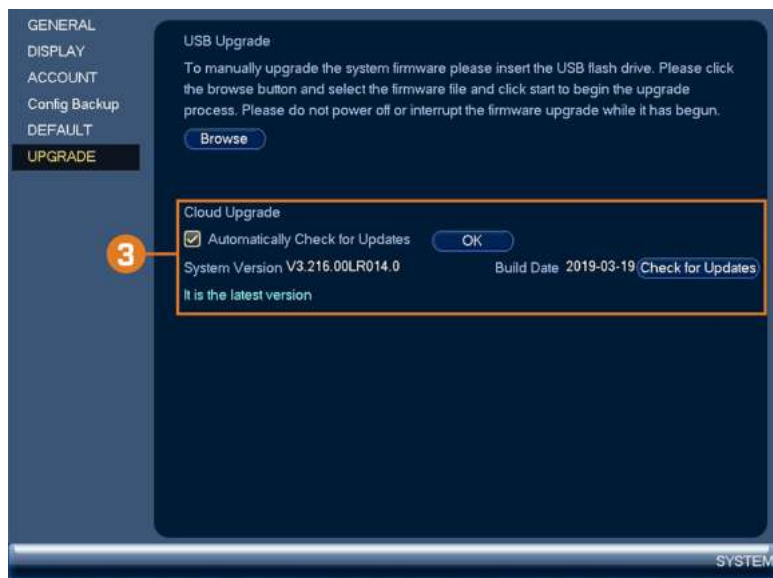 GENERAL
DISPLAY
ACCOUNT
Config Backup
DEFAULT
UPGRADE
USB Upgrade
To manually upgrade the system firmware please insert the USB flash drive. Please click
the browse button and select the firmware file and click start to begin the upgrade
process. Please do not power off or interrupt the firmware upgrade while it has begun.
Browse
3
Cloud Upgrade
Automatically Check for Updates OK
System Version V3.216.00LR014.0 Build Date 2019-03-19 Check for Updates
It is the latest version
SYSTEM